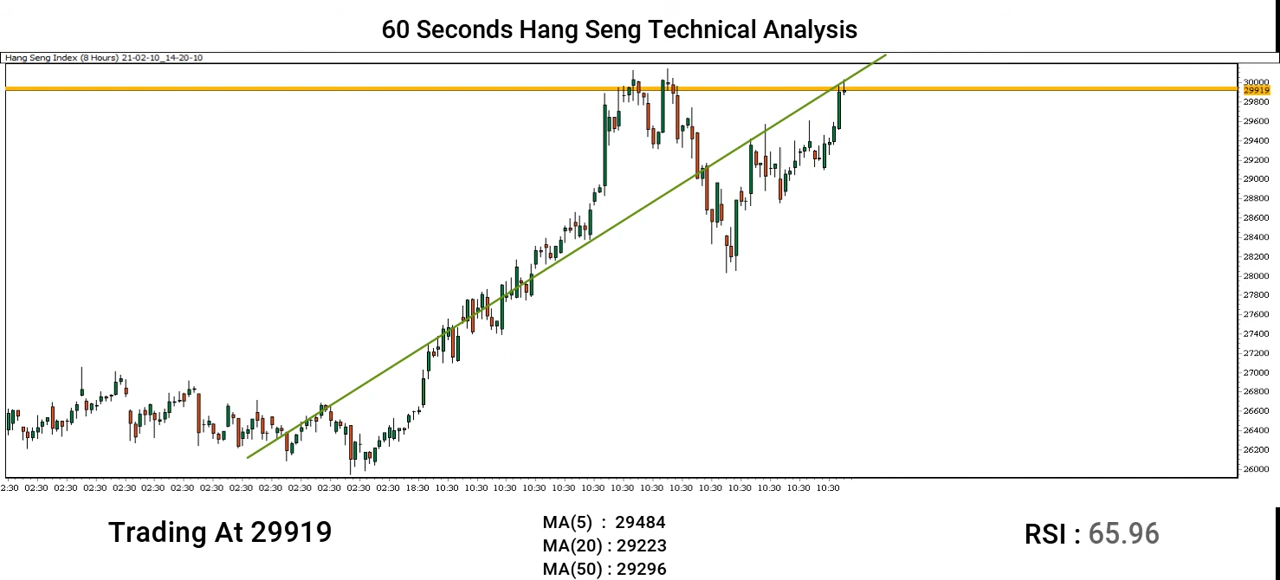 60 Seconds Hang Seng Technical Analysis
Hang Seng Index (8 Hours) 21-02-10_14-20-10
30000
29919
29800
29600
29400
29200
29000
28800
28600
28400
28200
28000
27800
27600
27400
27200
27000
26800
26600
26400
26200
26000
2:30 02:30 02:30 02:30 02:30 02:30 02:30 02:30 02:30 02:30 02:30 02:30 02:30 02:30 18:30 10:30 10:30 10:30 10:30 10:30 10:30 10:30 10:30 10:30 10:30 10:30 10:30 10:30 10:30
Trading At 29919
MA(5) : 29484
MA(20) : 29223
MA(50) : 29296
RSI : 65.96